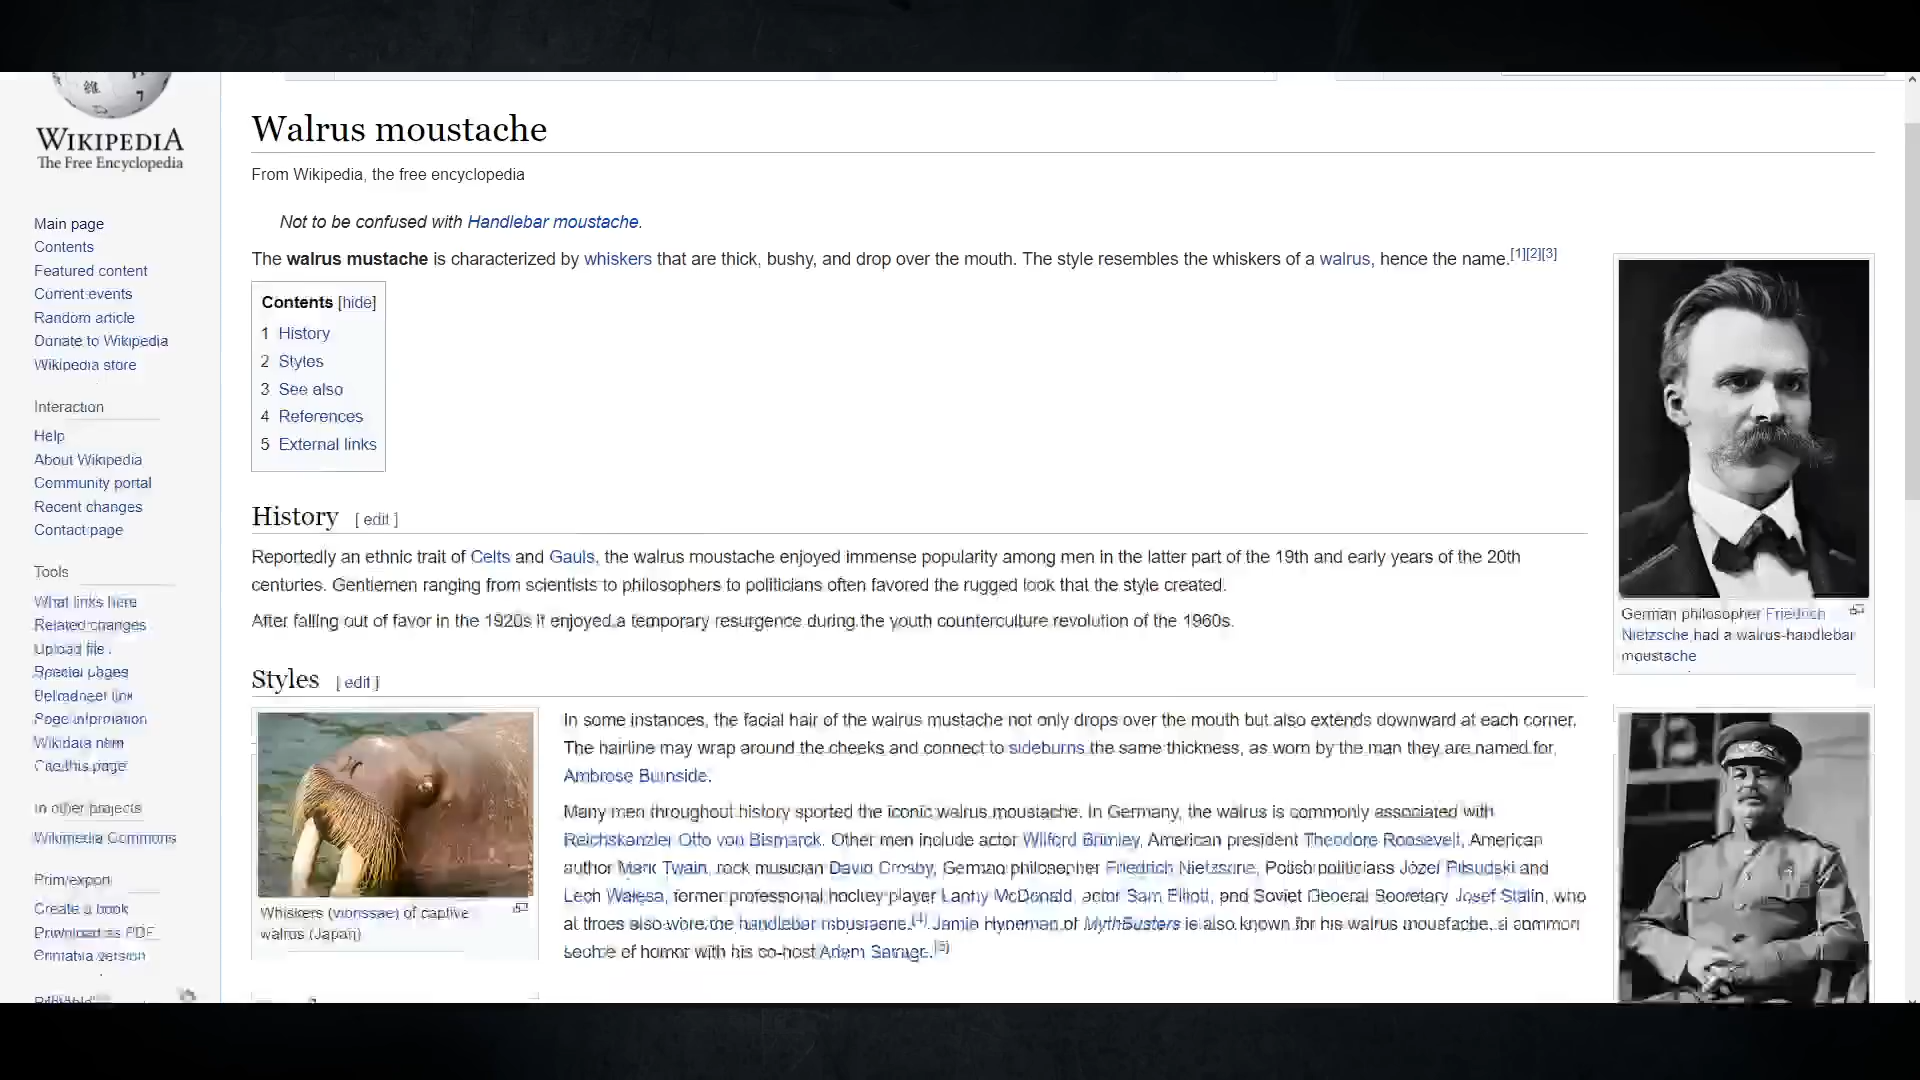 WIKIPEDIA
The Free Encyclopedia
Main page
Contents
Featured content
Current events
Random article
Donate to Wikipedia
Wikipedia store
Interaction
Help
About Wikipedia
Community portal
Recent changes
Contact page
Tools
What links here
Related changes
Upload file
Special pages
Page information
Cite this page
In other projects
Wikimedia Commons
Print/export
Create a book
Download as PDF
Printable version
Walrus moustache
From Wikipedia, the free encyclopedia
Not to be confused with Handlebar moustache.
The walrus mustache is characterized by whiskers that are thick, bushy, and drop over the mouth. The style resembles the whiskers of a walrus, hence the name.[1][2][3]
Contents [hide]
1 History
2 Styles
3 See also
4 References
5 External links
History [ edit ]
Reportedly an ethnic trait of Celts and Gauls, the walrus moustache enjoyed immense popularity among men in the latter part of the 19th and early years of the 20th
centuries. Gentlemen ranging from scientists to philosophers to politicians often favored the rugged look that the style created.
After falling out of favor in the 1920s it enjoyed a temporary resurgence during the youth counterculture revolution of the 1960s.
Styles [ edit ]
In some instances, the facial hair of the walrus mustache not only drops over the mouth but also extends downward at each corner.
The hairline may wrap around the cheeks and connect to sideburns the same thickness, as worn by the man they are named for,
Ambrose Burnside.
Many men throughout history sported the iconic walrus moustache. In Germany, the walrus is commonly associated with
Reichskanzler Otto von Bismarck. Other men include actor Wilford Brimley, American president Theodore Roosevelt, American
author Mark Twain, rock musician David Crosby, German philosopher Friedrich Nietzsche, Polish politicians Józef Piłsudski and
Lech Wałesa, former professional hockey player Lanny McDonald, actor Sam Elliott, and Soviet General Secretary Josef Stalin, who
at times also wore the handlebar moustache.[4] Jamie Hyneman of MythBusters is also known for his walrus moustache, a common
of humor with his co-host Adam Savage.[5]
Whiskers (vibrissae) of captive
walrus (Japan)
German philosopher Friedrich
Nietzsche had a walrus-handlebar
moustache